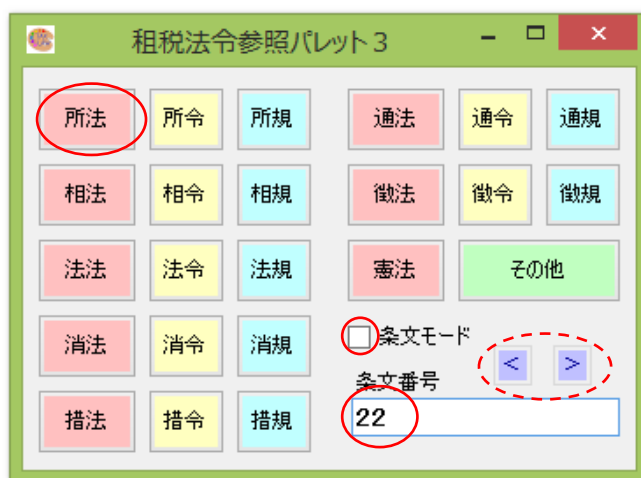 租税法令参照パレット3
所法 所令 所規 通法 通令 通規
相法 相令 相規 徴法 徴令 徴規
法法 法令 法規 憲法 その他
消法 消令 消規 条文モード < >
条文番号
措法 措令 措規 22